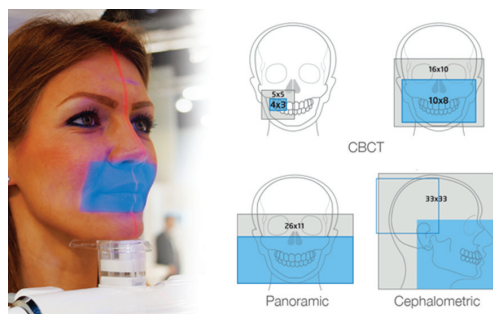 5x5
4x3
16x10
10x8
CBCT
26x11
33x33
Panoramic
Cephalometric